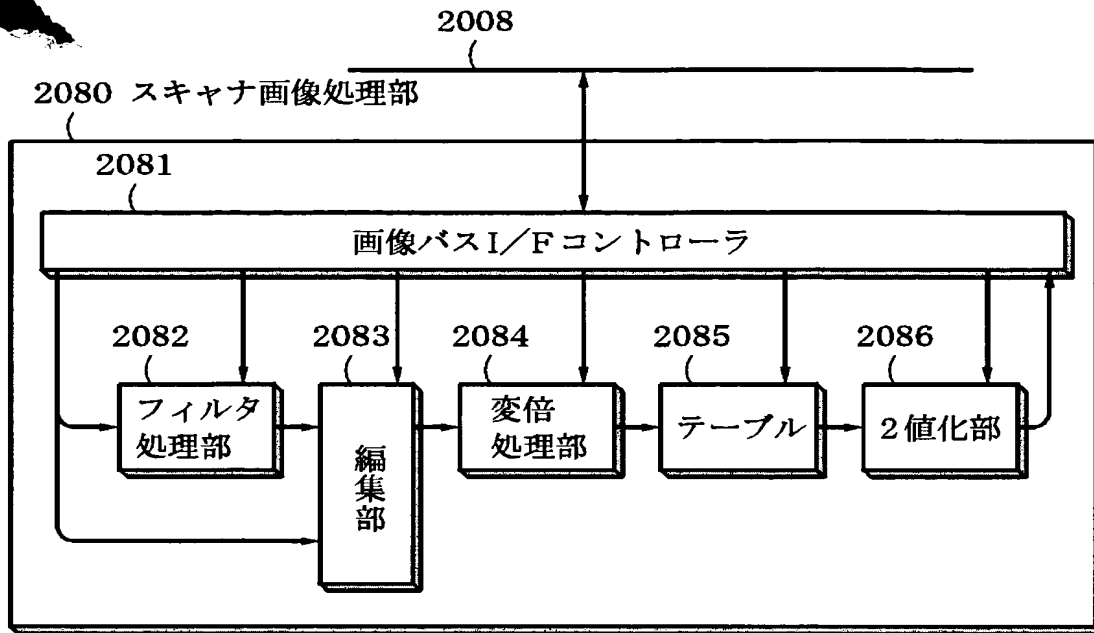 2008
2080 スキャナ画像処理部
2081
画像バスI／Fコントローラ
2082
2083
2084
2085
2086
フィルタ
処理部
編集部
変倍
処理部
テーブル
2値化部